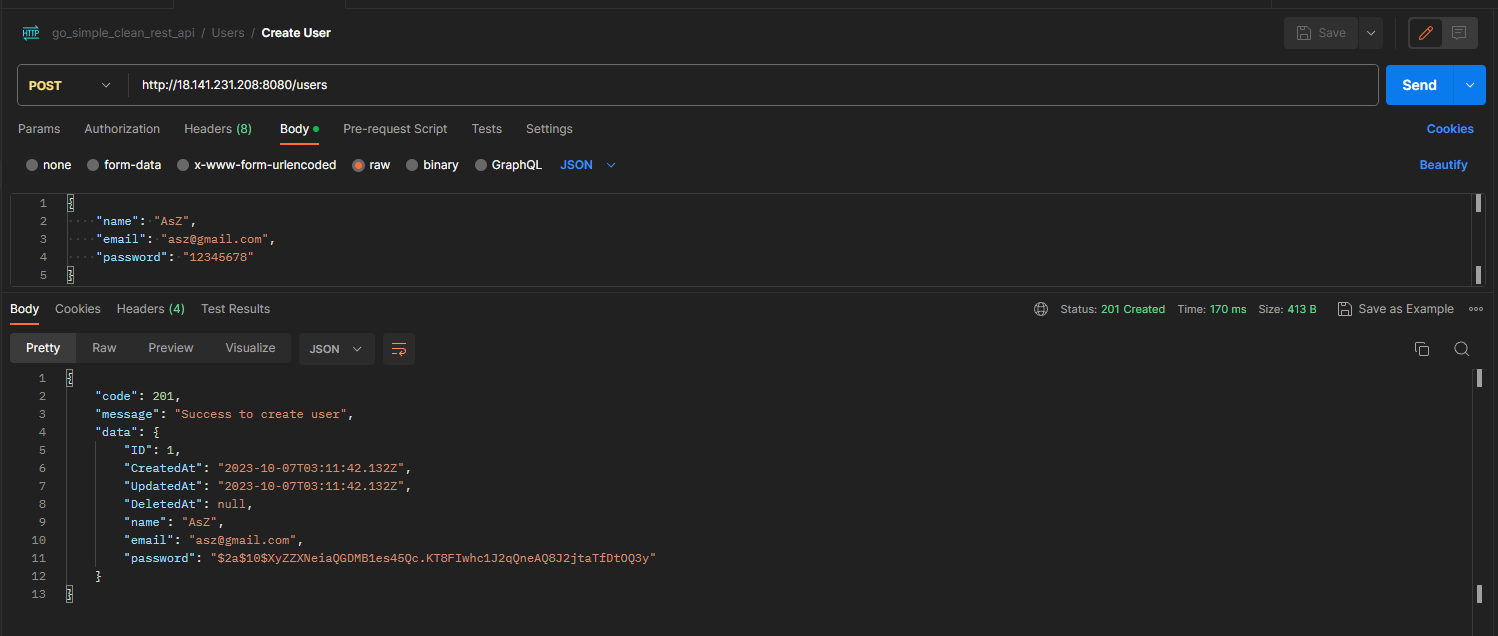 HTTP go_simple_clean_rest_api / Users / Create User Save
POST http://18.141.231.208:8080/users Send
Params Authorization Headers (8) Body Pre-request Script Tests Settings Cookies
none form-data x-www-form-urlencoded raw binary GraphQL JSON Beautify
1 {
2 ····"name":·"AsZ",
3 ····"email":·"asz@gmail.com",
4 ····"password":·"12345678"
5 }
Body Cookies Headers (4) Test Results Status: 201 Created Time: 170 ms Size: 413 B Save as Example
Pretty Raw Preview Visualize JSON
1 {
2 "code": 201,
3 "message": "Success to create user",
4 "data": {
5 "ID": 1,
6 "CreatedAt": "2023-10-07T03:11:42.132Z",
7 "UpdatedAt": "2023-10-07T03:11:42.132Z",
8 "DeletedAt": null,
9 "name": "AsZ",
10 "email": "asz@gmail.com",
11 "password": "$2a$10$XyZZXNeiaQGDMB1es45Qc.KT8FIwhc1J2qQneAQ8J2jtaTfDtOQ3y"
12 }
13 }